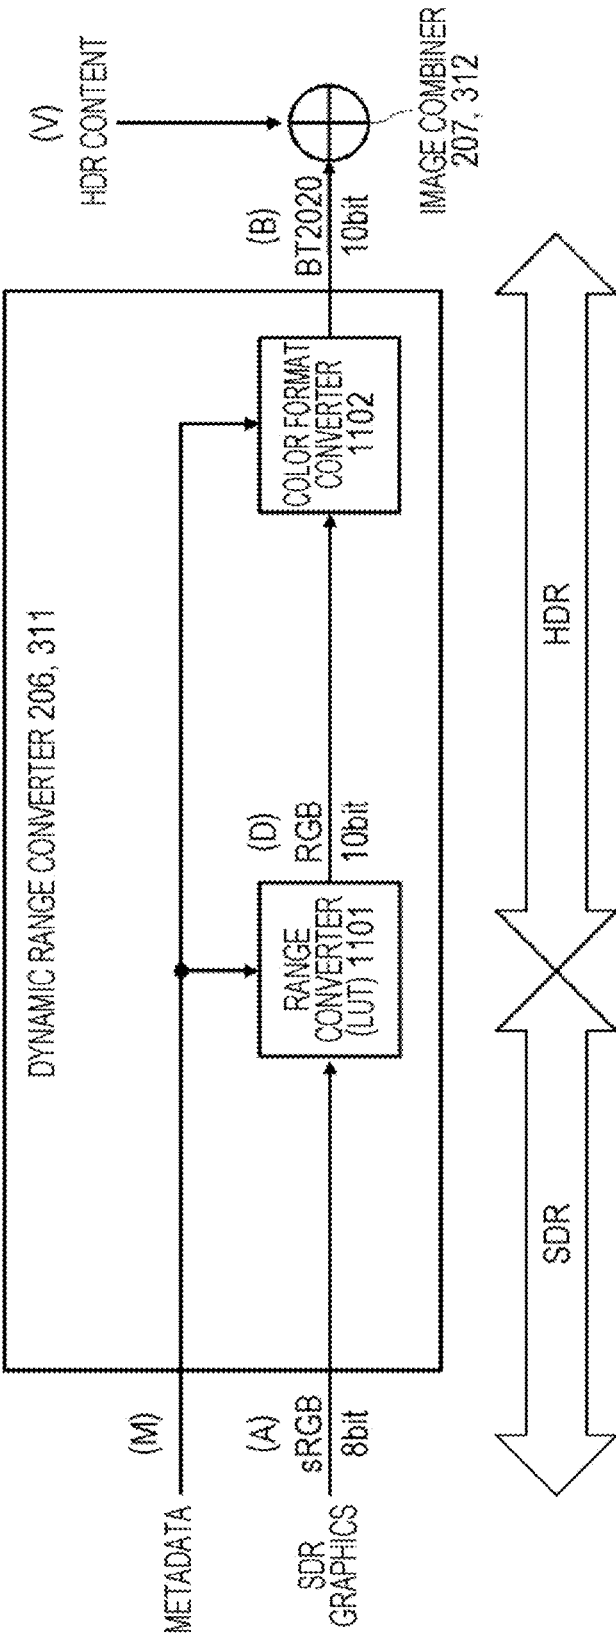 DYNAMIC RANGE CONVERTER 206, 311
METADATA
(M)
SDR
GRAPHICS
(A)
sRGB
8bit
RANGE
CONVERTER
(LUT) 1101
(D)
RGB
10bit
COLOR FORMAT
CONVERTER
1102
(B)
BT2020
10bit
(V)
HDR CONTENT
IMAGE COMBINER
207, 312
SDR
HDR